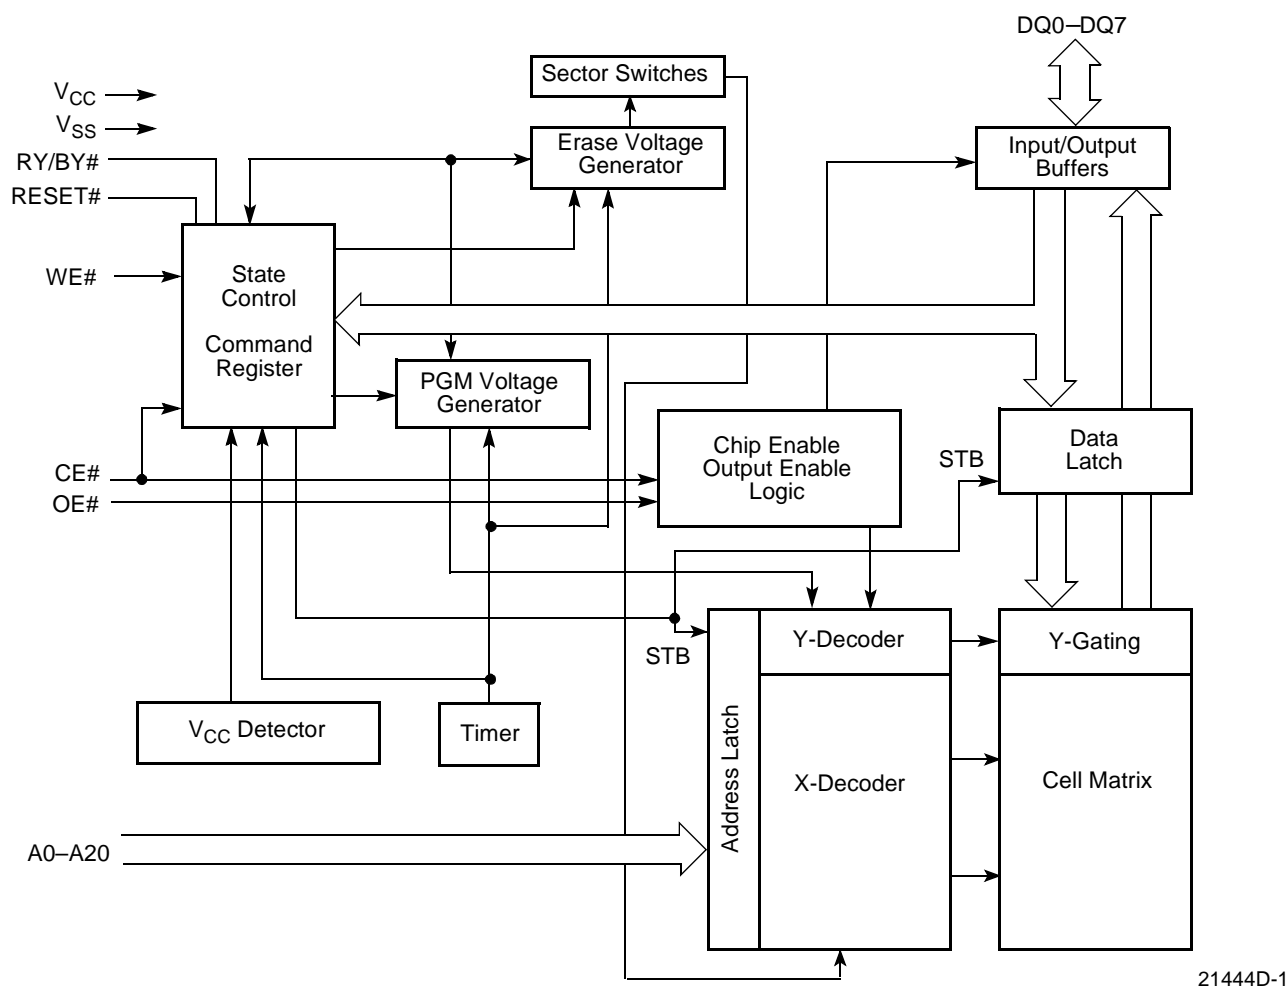 DQ0–DQ7
Sector Switches
VCC
VSS
RY/BY#
RESET#
Erase Voltage
Generator
Input/Output
Buffers
WE#
State
Control
Command
Register
PGM Voltage
Generator
Chip Enable
Output Enable
Logic
STB
Data
Latch
CE#
OE#
Y-Decoder
Y-Gating
STB
VCC Detector
Timer
Address Latch
X-Decoder
Cell Matrix
A0–A20
21444D-1